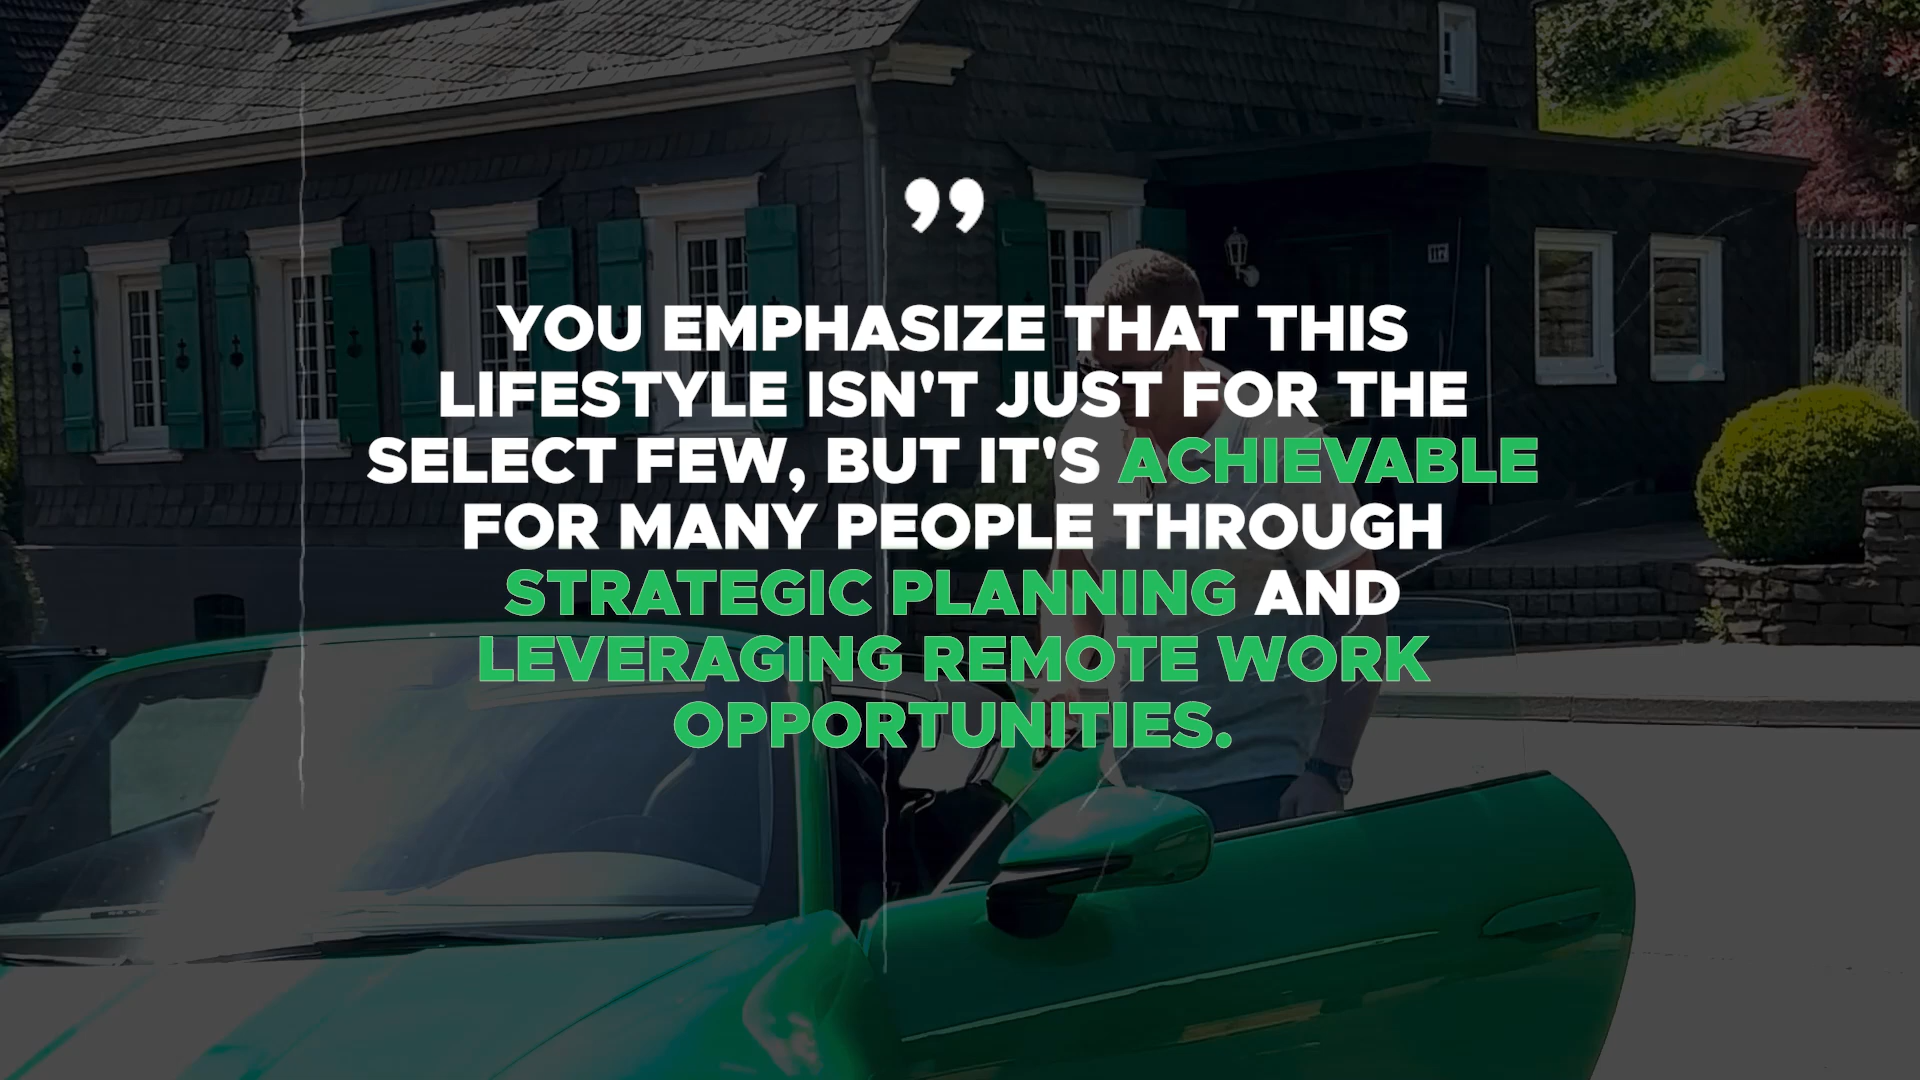 ”
YOU EMPHASIZE THAT THIS
LIFESTYLE ISN'T JUST FOR THE
SELECT FEW, BUT IT'S ACHIEVABLE
FOR MANY PEOPLE THROUGH
STRATEGIC PLANNING AND
LEVERAGING REMOTE WORK
OPPORTUNITIES.